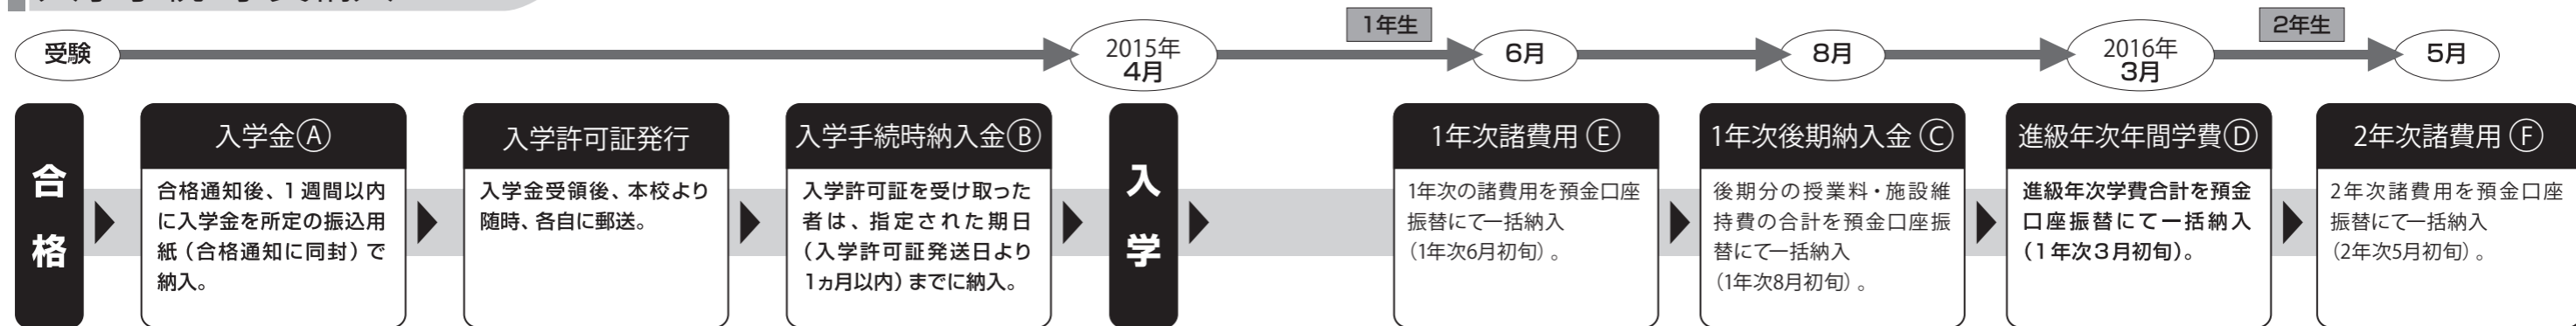 受験
2015年
4月
1年生
6月
8月
2016年
3月
2年生
5月
合
格
入学金Ⓐ
合格通知後、1週間以内
に入学金を所定の振込用
紙（合格通知に同封）で
納入。
入学許可証発行
入学金受領後、本校より
随時、各自に郵送。
入学手続時納入金Ⓑ
入学許可証を受け取った
者は、指定された期日
（入学許可証発送日より
1ヵ月以内）までに納入。
入
学
1年次諸費用Ⓔ
1年次の諸費用を預金口座
振替にて一括納入
（1年次6月初旬）。
1年次後期納入金Ⓒ
後期分の授業料・施設維
持費の合計を預金口座振
替にて一括納入
（1年次8月初旬）。
進級年次年間学費Ⓓ
進級年次学費合計を預金
口座振替にて一括納入
（1年次3月初旬）。
2年次諸費用Ⓕ
2年次諸費用を預金口座
振替にて一括納入
（2年次5月初旬）。